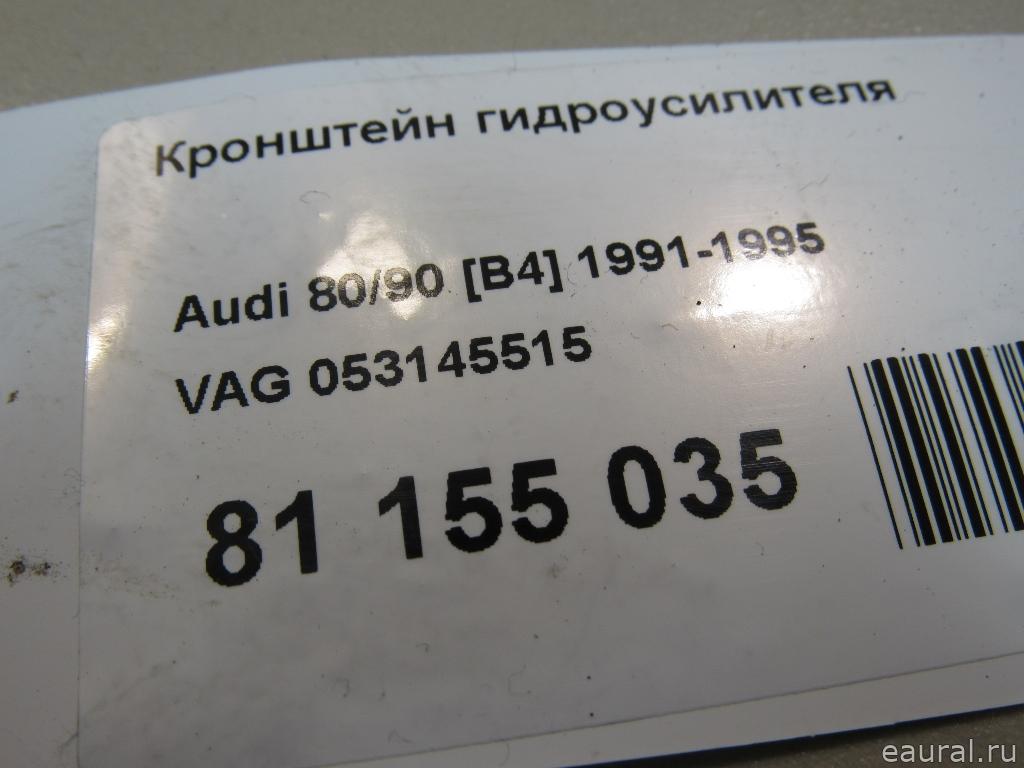 Кронштейн гидроусилителя
Audi 80/90 [B4] 1991-1995
VAG 053145515
81 155 035
eaural.ru